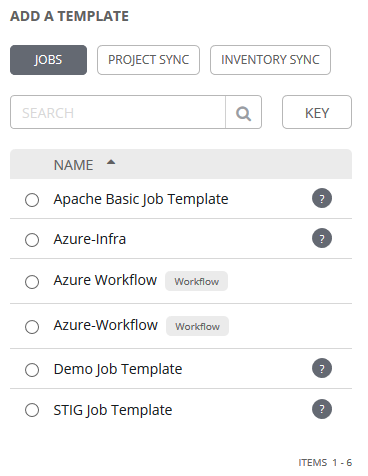 ADD A TEMPLATE
JOBS PROJECT SYNC INVENTORY SYNC
SEARCH KEY
NAME
Apache Basic Job Template ?
Azure-Infra ?
Azure Workflow Workflow
Azure-Workflow Workflow
Demo Job Template ?
STIG Job Template ?
ITEMS 1 - 6